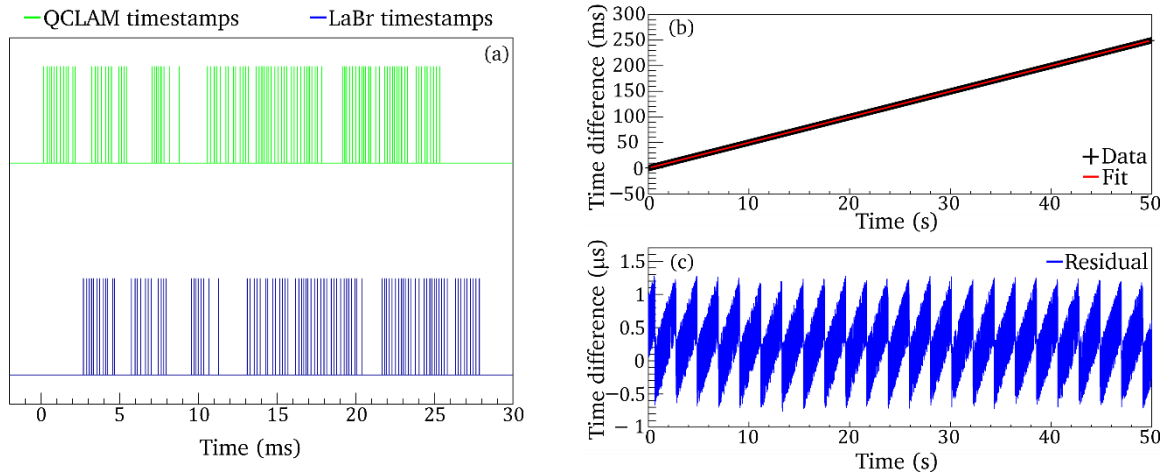 QCLAM timestamps
LaBr timestamps
(a)
0 5 10 15 20 25 30
Time (ms)
(b)
Time difference (ms)
300
250
200
150
100
50
0
−50
Data
Fit
0 10 20 30 40 50
Time (s)
(c)
Time difference (μs)
1.5
1
0.5
0
−0.5
−1
Residual
0 10 20 30 40 50
Time (s)